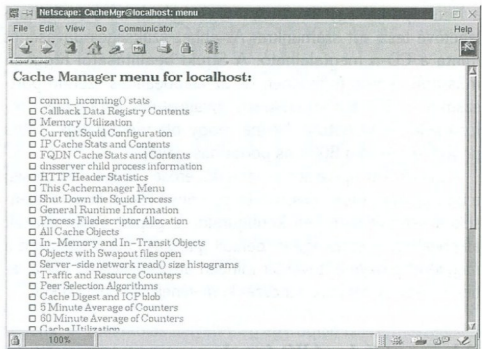 Netscape: CacheMgr@localhost: menu
File Edit View Go Communicator Help
Cache Manager menu for localhost:
comm_incoming() stats
Callback Data Registry Contents
Memory Utilization
Current Squid Configuration
IP Cache Stats and Contents
FQDN Cache Stats and Contents
dnsserver child process information
HTTP Header Statistics
This Cachemanager Menu
Shut Down the Squid Process
General Runtime Information
Process Filedescriptor Allocation
All Cache Objects
In-Memory and In-Transit Objects
Objects with Swapout files open
Server-side network read() size histograms
Traffic and Resource Counters
Peer Selection Algorithms
Cache Digest and ICP blob
5 Minute Average of Counters
60 Minute Average of Counters
Cache Utilization
100%